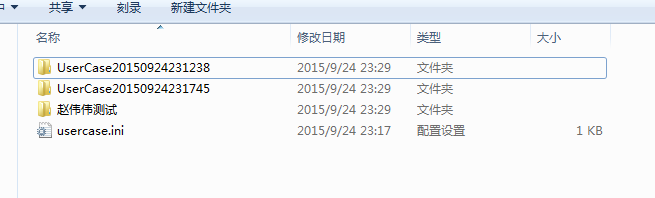 共享 刻录 新建文件夹
名称 修改日期 类型 大小
UserCase20150924231238 2015/9/24 23:29 文件夹
UserCase20150924231745 2015/9/24 23:29 文件夹
赵伟伟测试 2015/9/24 23:29 文件夹
usercase.ini 2015/9/24 23:17 配置设置 1 KB